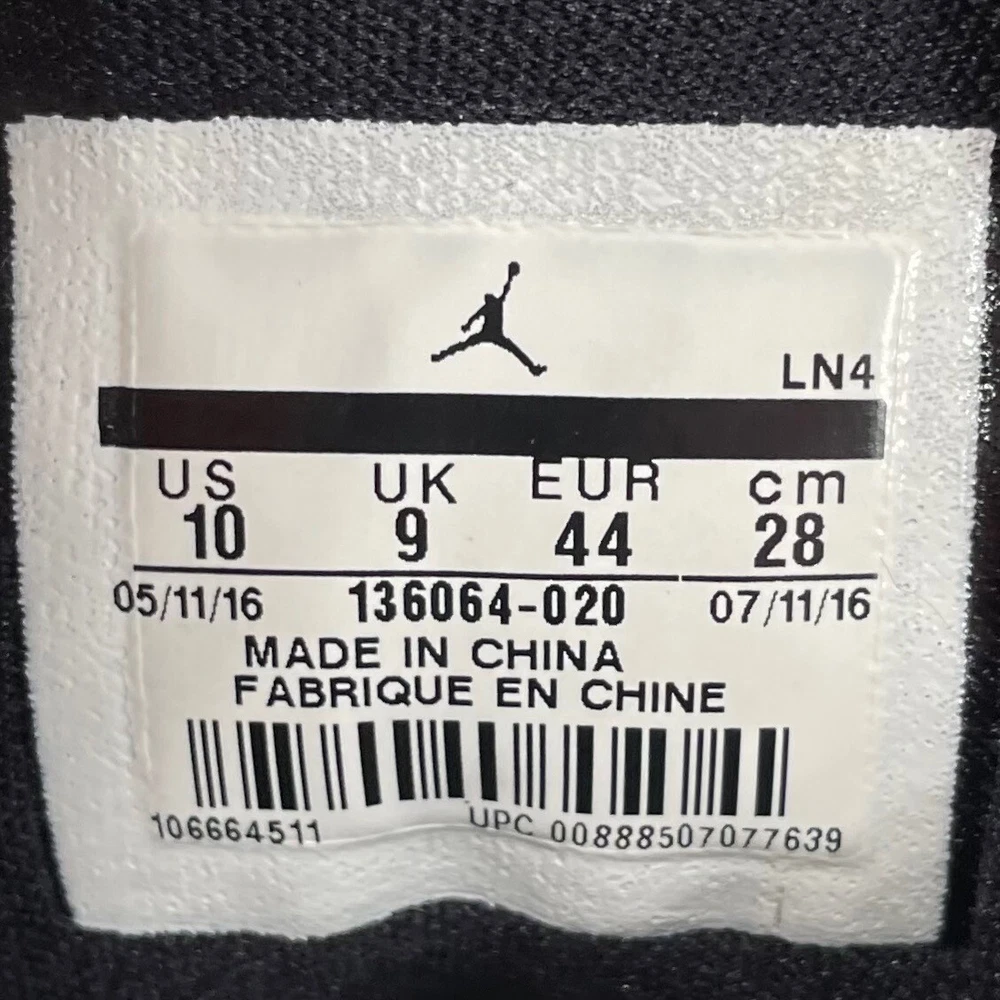 LN4
US UK EUR cm
10 9 44 28
05/11/16 136064-020 07/11/16
MADE IN CHINA
FABRIQUE EN CHINE
106664511 UPC 00888507077639